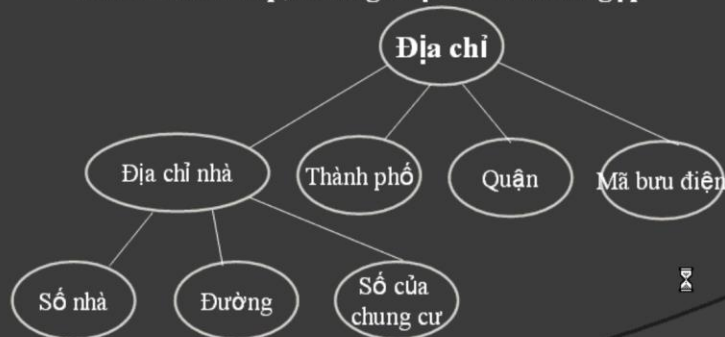 Địa chỉ
Địa chỉ nhà
Thành phố
Quận
Mã bưu điện
Số nhà
Đường
Số của
chung cư